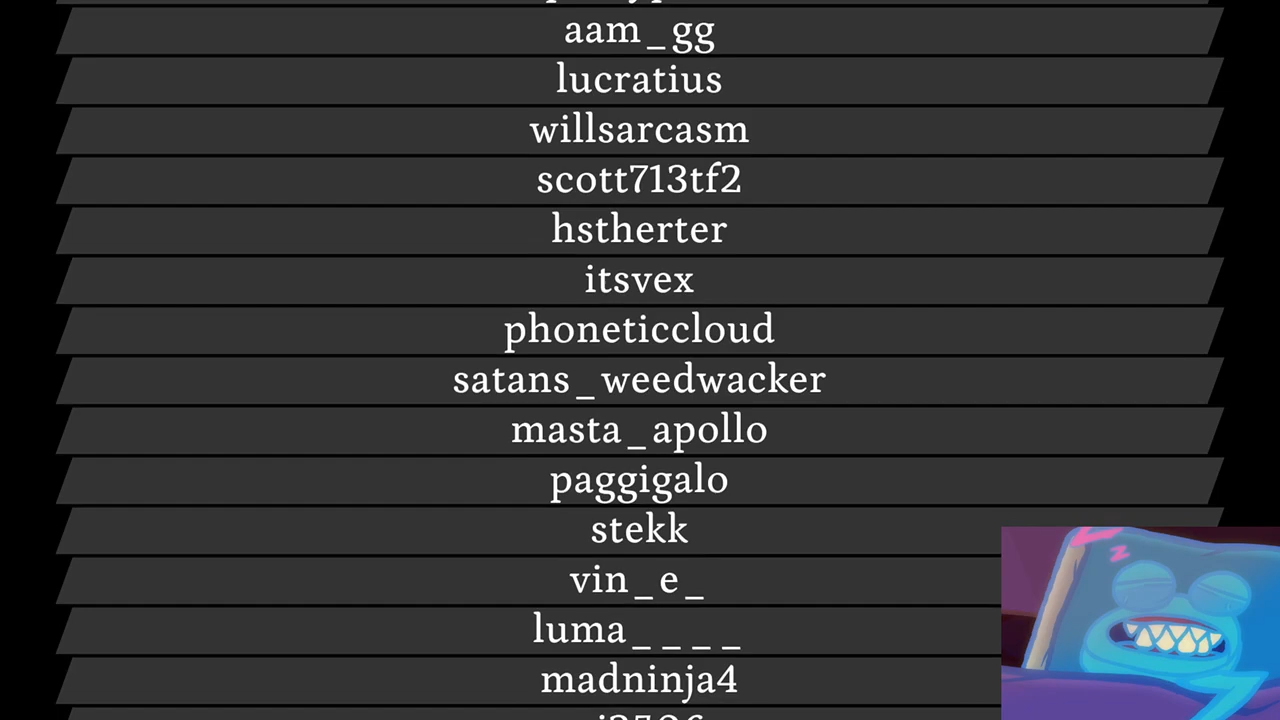 aam_gg
lucratius
willsarcasm
scott713tf2
hstherter
itsvex
phoneticcloud
satans_weedwacker
masta_apollo
paggigalo
stekk
vin_e_
luma____
madninja4
z